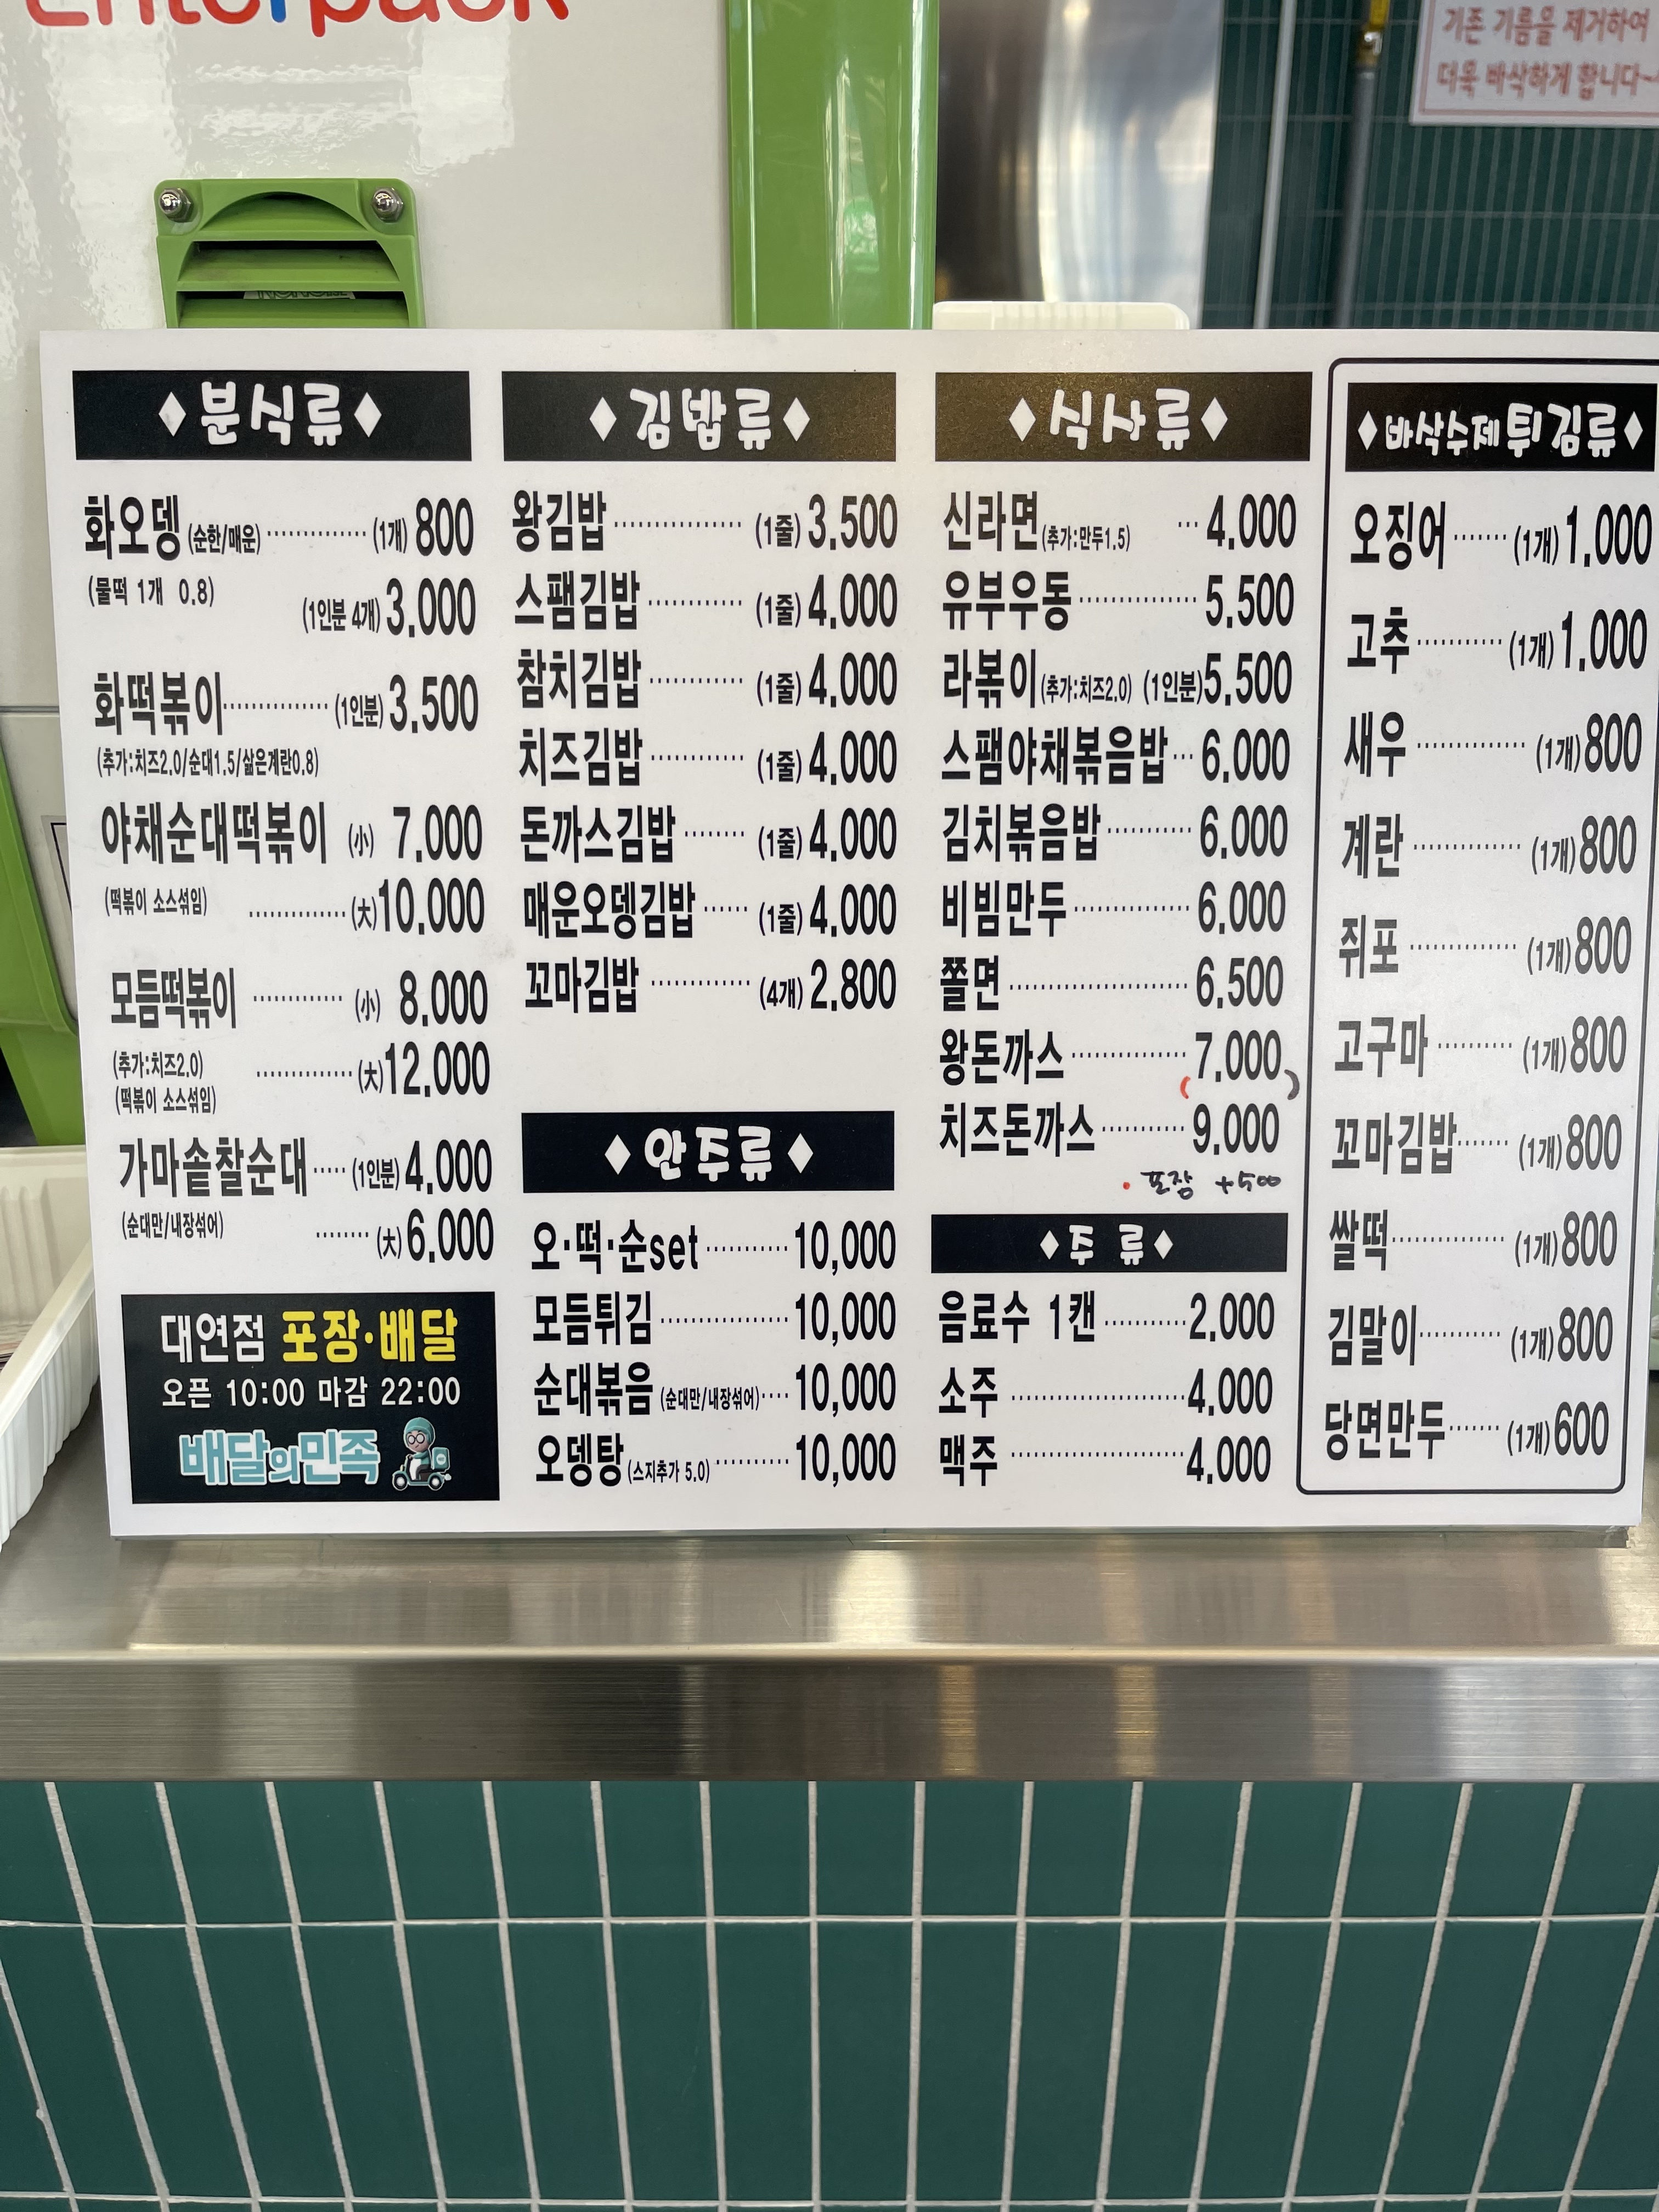 Enterpack
기존 기름을 제거하여
더욱 바삭하게 합니다~
◊분식류◊
화오뎅(순한/매운) (1개) 800
(물떡 1개 0.8) (1인분 4개) 3.000
화떡볶이 (1인분) 3.500
(추가:치즈2.0/순대1.5/삶은계란0.8)
야채순대떡볶이 (小) 7.000
(떡볶이 소스섞임) (大)10.000
모듬떡볶이 (小) 8.000
(추가:치즈2.0) (大)12.000
(떡볶이 소스섞임)
가마솥찰순대 (1인분) 4.000
(순대만/내장섞어) (大) 6.000
대연점 포장·배달
오픈 10:00 마감 22:00
배달의민족
◊김밥류◊
왕김밥 (1줄) 3.500
스팸김밥 (1줄) 4.000
참치김밥 (1줄) 4.000
치즈김밥 (1줄) 4.000
돈까스김밥 (1줄) 4.000
매운오뎅김밥 (1줄) 4.000
꼬마김밥 (4개) 2.800
◊안주류◊
오·떡·순set 10,000
모듬튀김 10,000
순대볶음 (순대만/내장섞어) 10,000
오뎅탕 (스지추가 5.0) 10,000
◊식사류◊
신라면(추가:만두1.5) 4.000
유부우동 5.500
라볶이(추가:치즈2.0) (1인분)5.500
스팸야채볶음밥 6.000
김치볶음밥 6.000
비빔만두 6.000
쫄면 6.500
왕돈까스 7.000
치즈돈까스 9.000
• 포장 +500
◊주 류◊
음료수 1캔 2.000
소주 4.000
맥주 4.000
◊바삭수제튀김류◊
오징어 (1개) 1.000
고추 (1개) 1.000
새우 (1개) 800
계란 (1개) 800
쥐포 (1개) 800
고구마 (1개) 800
꼬마김밥 (1개) 800
쌀떡 (1개) 800
김말이 (1개) 800
당면만두 (1개) 600